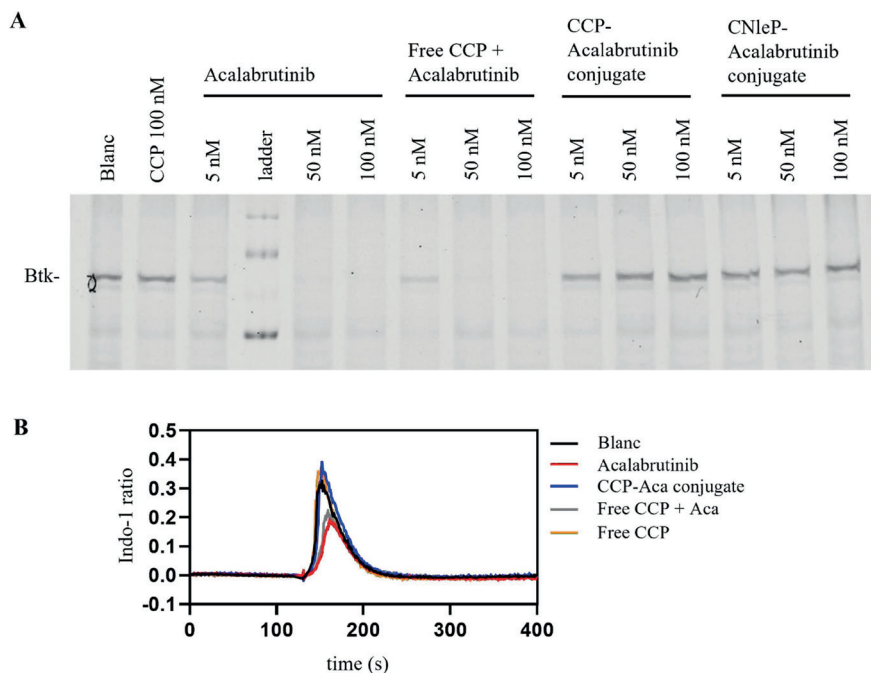 A
Acalabrutinib
Free CCP +
Acalabrutinib
CCP-
Acalabrutinib
conjugate
CNleP-
Acalabrutinib
conjugate
Blanc
CCP 100 nM
5 nM
ladder
50 nM
100 nM
5 nM
50 nM
100 nM
5 nM
50 nM
100 nM
5 nM
50 nM
100 nM
Btk-
B
Indo-1 ratio
0.5
0.4
0.3
0.2
0.1
0.0
-0.1
0
100
200
300
400
time (s)
Blanc
Acalabrutinib
CCP-Aca conjugate
Free CCP + Aca
Free CCP